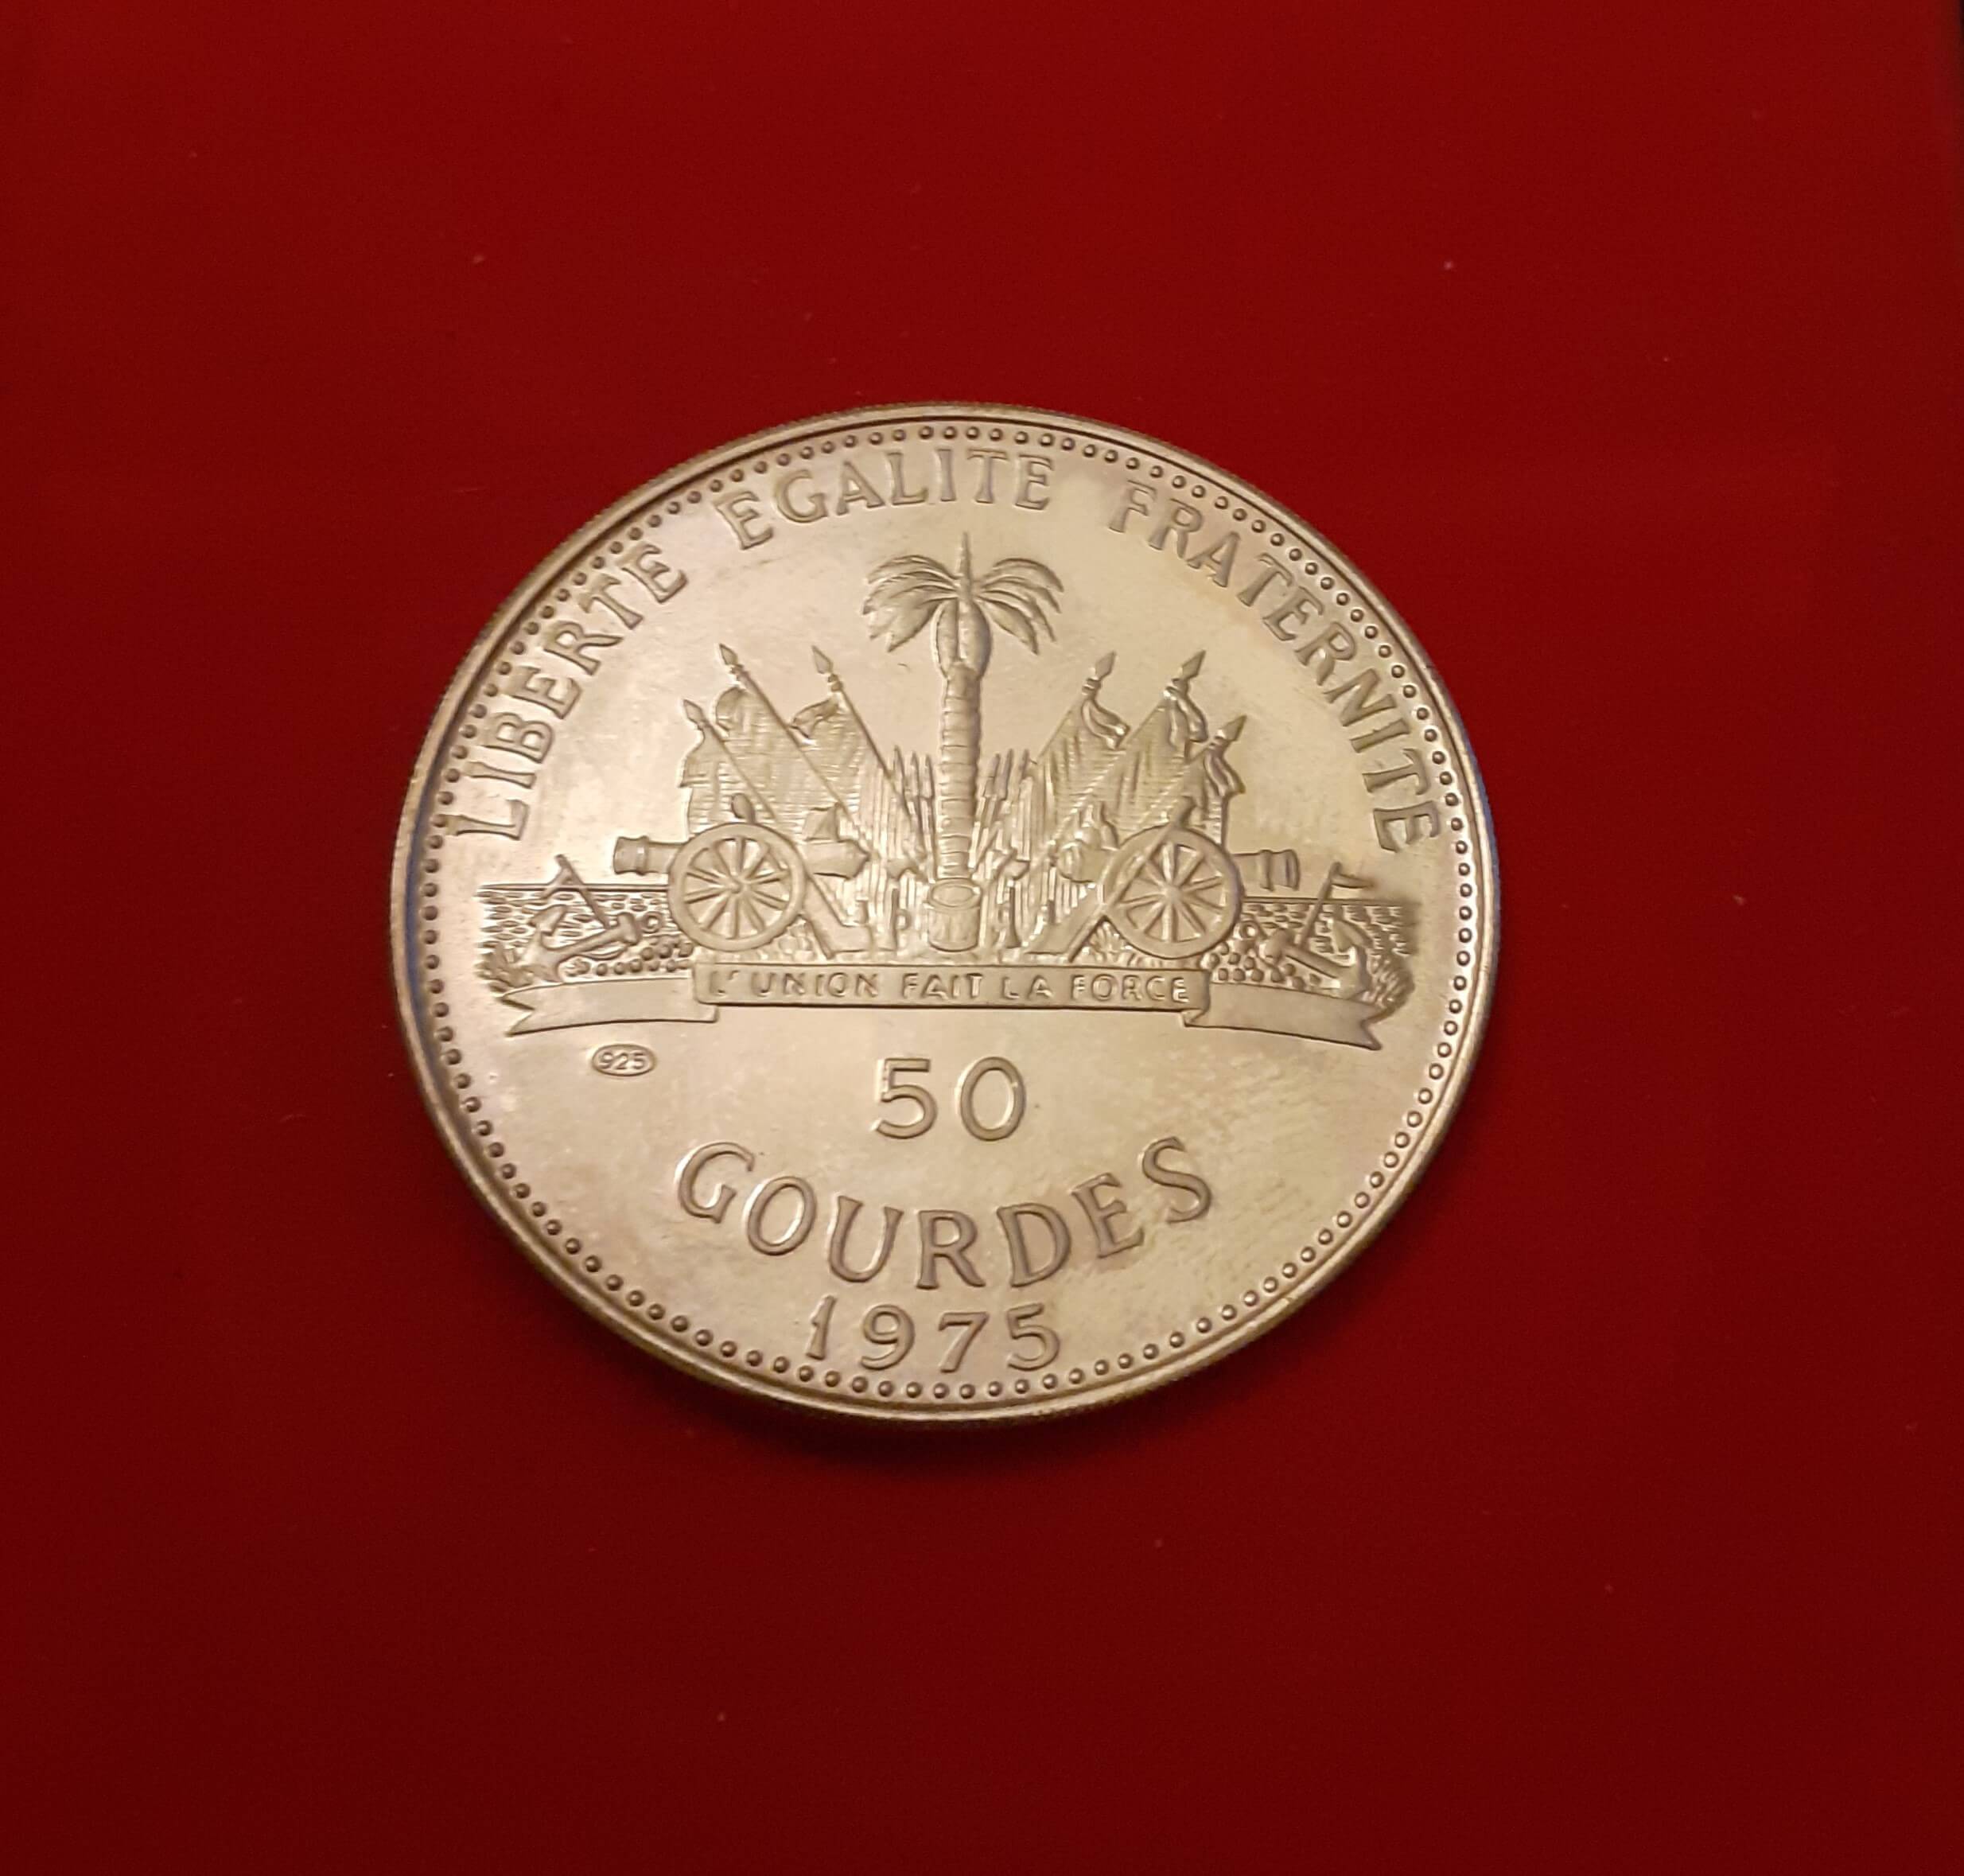 LIBERTE EGALITE FRATERNITE
L' UNION FAIT LA FORCE
925
50
GOURDES
1975